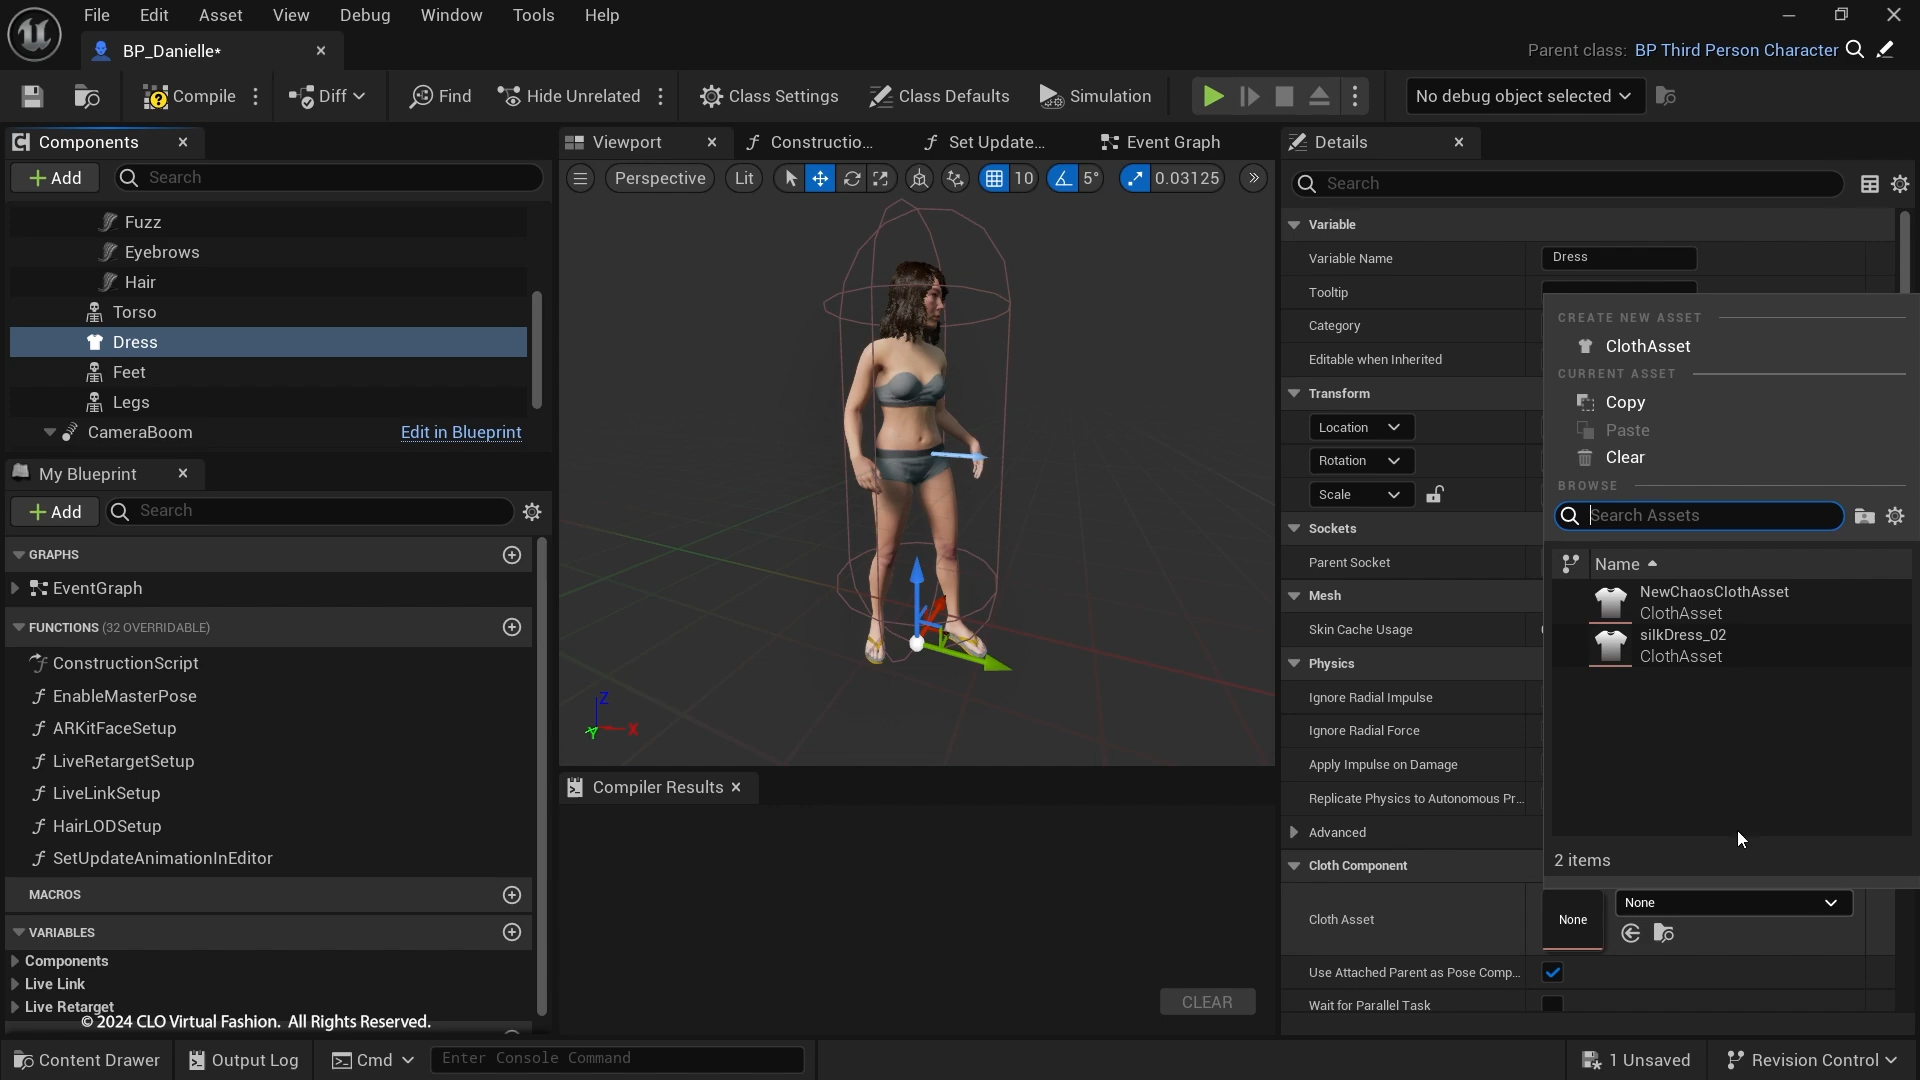 File Edit Asset View Debug Window Tools Help
BP_Danielle*
Parent class: BP Third Person Character
Compile Diff Find Hide Unrelated Class Settings Class Defaults Simulation No debug object selected
Components
Add Search
Fuzz
Eyebrows
Hair
Torso
Dress
Feet
Legs
CameraBoom Edit in Blueprint
My Blueprint
Add Search
GRAPHS
EventGraph
FUNCTIONS (32 OVERRIDABLE)
ConstructionScript
EnableMasterPose
ARKitFaceSetup
LiveRetargetSetup
LiveLinkSetup
HairLODSetup
SetUpdateAnimationInEditor
MACROS
VARIABLES
Components
Live Link
Live Retarget
© 2024 CLO Virtual Fashion. All Rights Reserved.
Viewport Constructio... Set Update... Event Graph
Perspective Lit 10 5° 0.03125
Z
X
Y
Compiler Results
CLEAR
Details
Search
Variable
Variable Name Dress
Tooltip
Category
Editable when Inherited
Transform
Location
Rotation
Scale
Sockets
Parent Socket
Mesh
Skin Cache Usage
Physics
Ignore Radial Impulse
Ignore Radial Force
Apply Impulse on Damage
Replicate Physics to Autonomous Pr...
Advanced
Cloth Component
Cloth Asset None None
Use Attached Parent as Pose Comp...
Wait for Parallel Task
CREATE NEW ASSET
ClothAsset
CURRENT ASSET
Copy
Paste
Clear
BROWSE
Search Assets
Name
NewChaosClothAsset
ClothAsset
silkDress_02
ClothAsset
2 items
Content Drawer Output Log Cmd Enter Console Command 1 Unsaved Revision Control